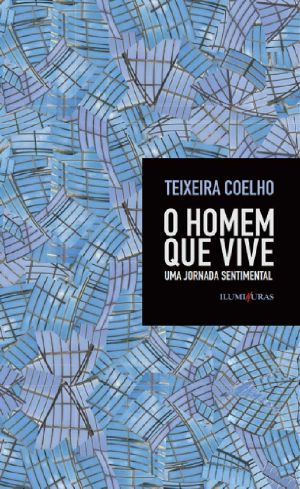 TEIXEIRA COELHO
O HOMEM
QUE VIVE
UMA JORNADA SENTIMENTAL
ILUMINURAS